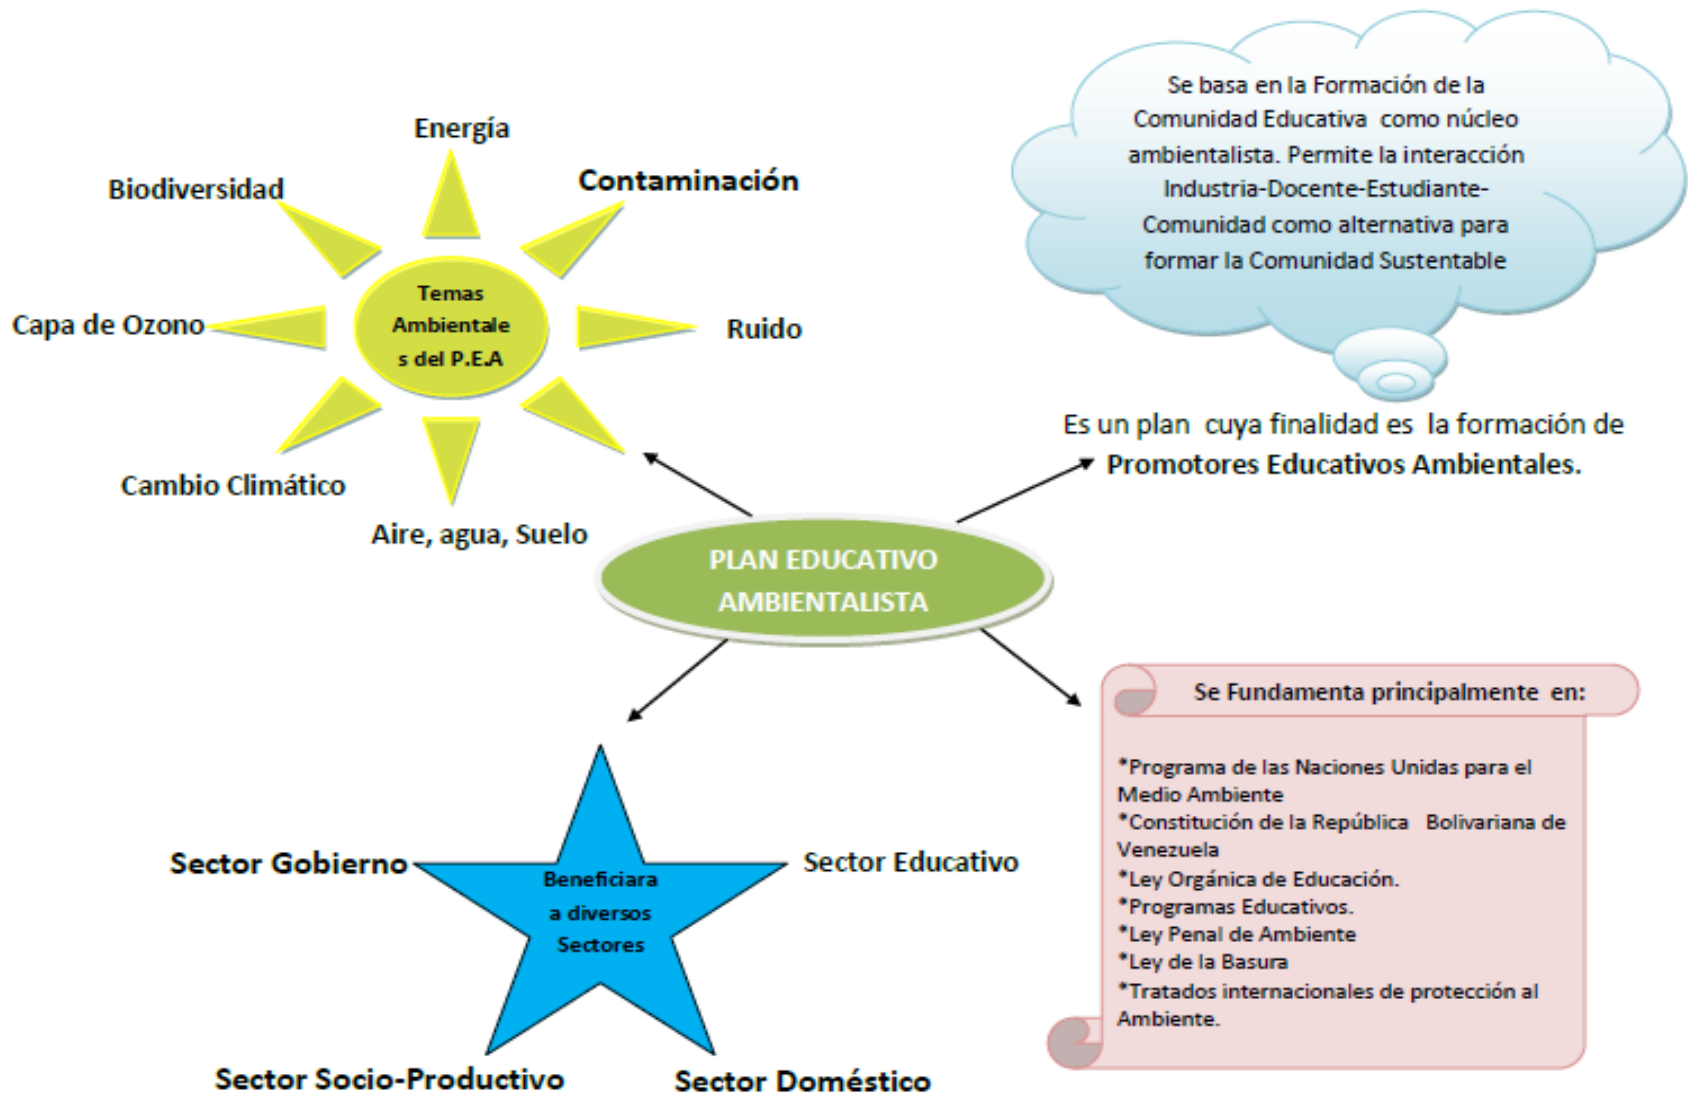 Energía
Contaminación
Biodiversidad
Capa de Ozono
Temas
Ambientale
s del P.E.A
Ruido
Cambio Climático
Aire, agua, Suelo
Se basa en la Formación de la
Comunidad Educativa como núcleo
ambientalista. Permite la interacción
Industria-Docente-Estudiante-
Comunidad como alternativa para
formar la Comunidad Sustentable
Es un plan cuya finalidad es la formación de
Promotores Educativos Ambientales.
PLAN EDUCATIVO
AMBIENTALISTA
Sector Gobierno
Beneficiara
a diversos
Sectores
Sector Educativo
Sector Socio-Productivo
Sector Doméstico
Se Fundamenta principalmente en:
*Programa de las Naciones Unidas para el
Medio Ambiente
*Constitución de la República Bolivariana de
Venezuela
*Ley Orgánica de Educación.
*Programas Educativos.
*Ley Penal de Ambiente
*Ley de la Basura
*Tratados internacionales de protección al
Ambiente.